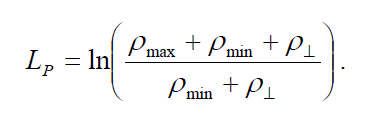 L_P = ln( (ρ_max + ρ_min + ρ_⊥) / (ρ_min + ρ_⊥) ).